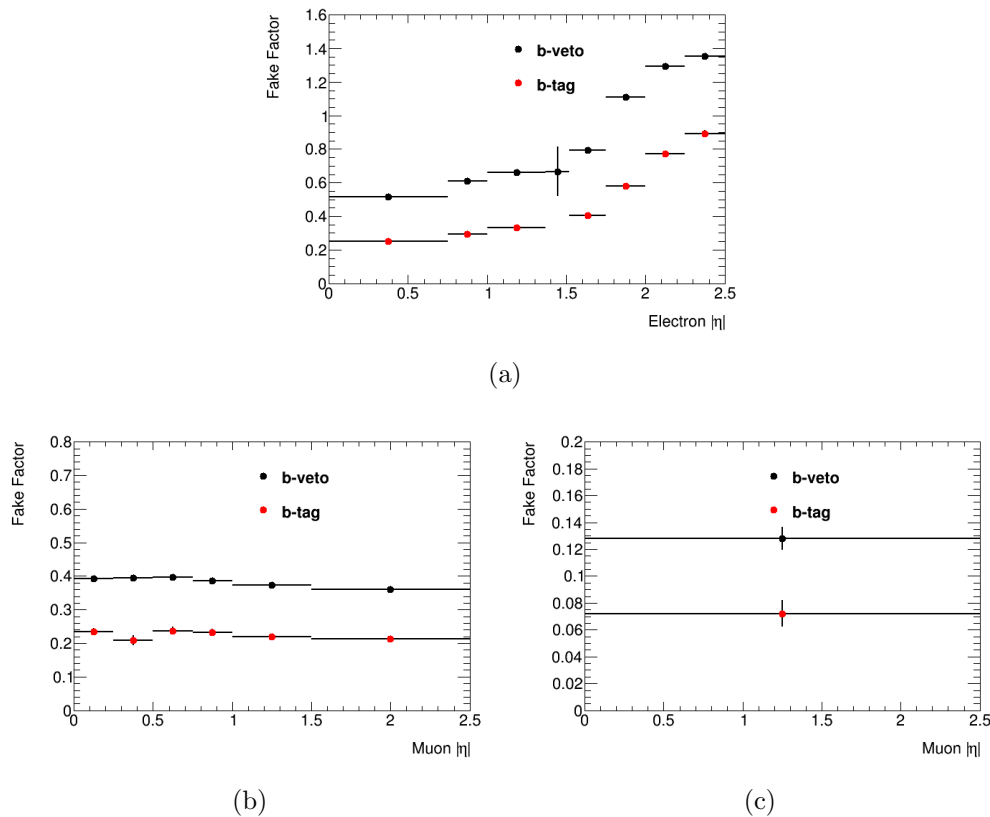 Fake Factor
1.6
1.4
1.2
1
0.8
0.6
0.4
0.2
0
b-veto
b-tag
0 0.5 1 1.5 2 2.5
Electron |η|
(a)
Fake Factor
0.8
0.7
0.6
0.5
0.4
0.3
0.2
0.1
0
b-veto
b-tag
0 0.5 1 1.5 2 2.5
Muon |η|
(b)
Fake Factor
0.2
0.18
0.16
0.14
0.12
0.1
0.08
0.06
0.04
0.02
0
b-veto
b-tag
0 0.5 1 1.5 2 2.5
Muon |η|
(c)